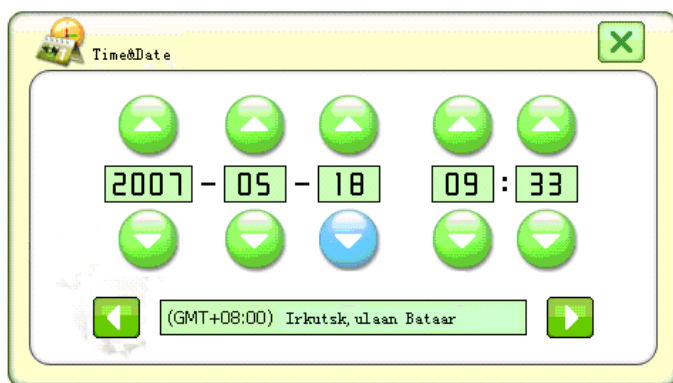 Time&Date
2007 - 05 - 18 09 : 33
(GMT+08:00) Irkutsk, ulaan Bataar